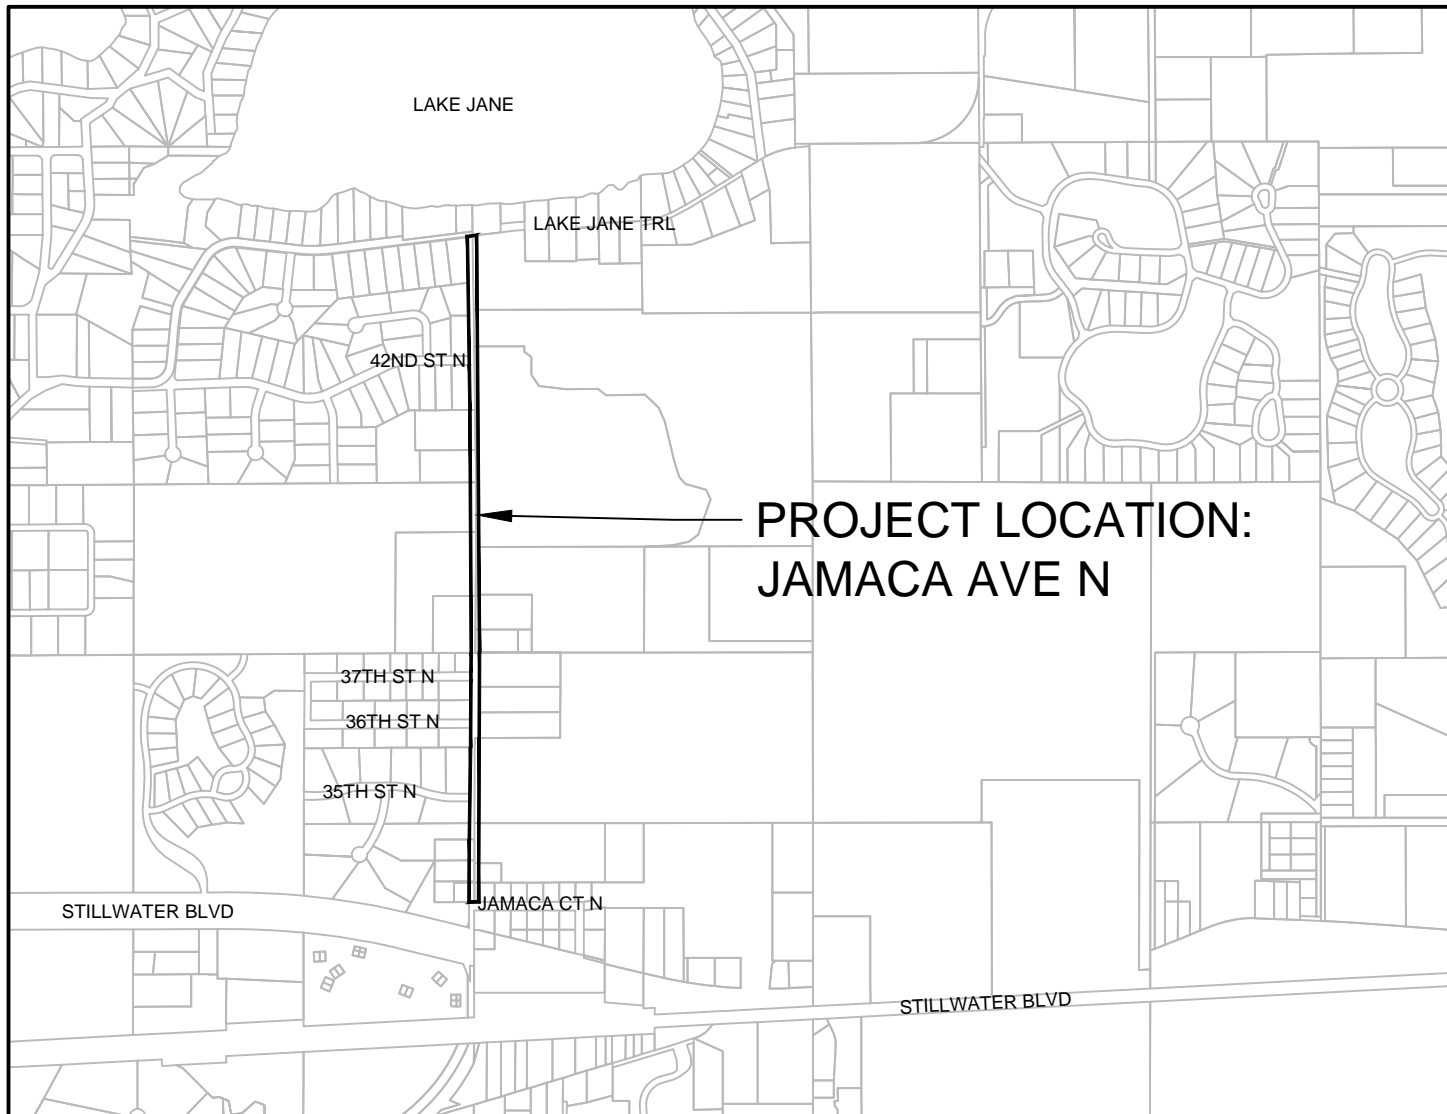 LAKE JANE
LAKE JANE TRL
42ND ST N
PROJECT LOCATION:
JAMACA AVE N
37TH ST N
36TH ST N
35TH ST N
JAMACA CT N
STILLWATER BLVD
STILLWATER BLVD